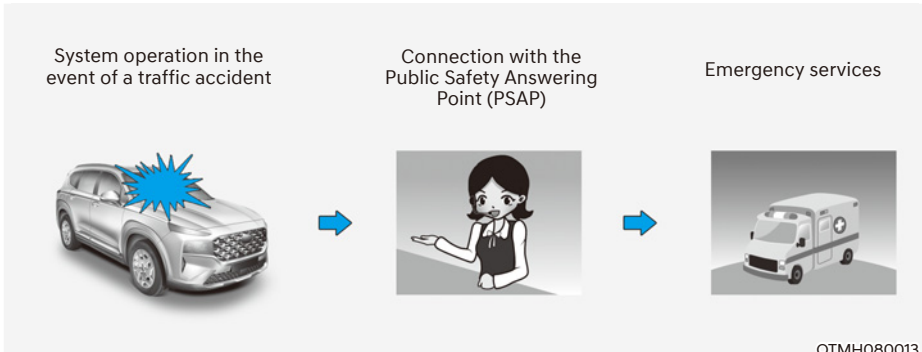 System operation in the
event of a traffic accident
Connection with the
Public Safety Answering
Point (PSAP)
Emergency services
OTMH080013